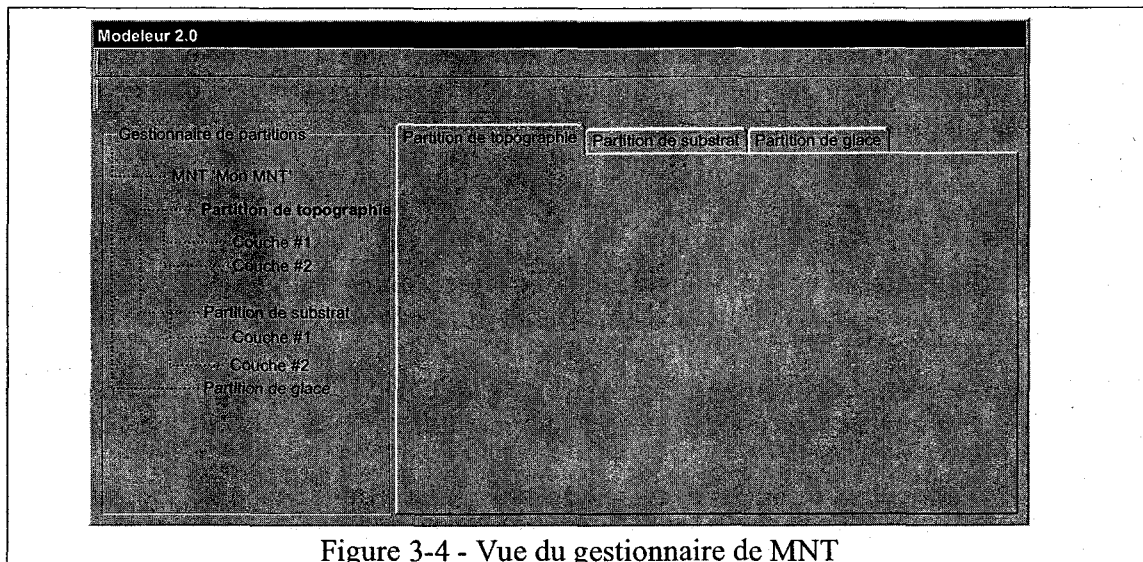 Modeleur 2.0
Gestionnaire de partitions
MNT 'Mon MNT'
Partition de topographie
Couche #1
Couche #2
Partition de substrat
Couche #1
Couche #2
Partition de glace
Partition de topographie Partition de substrat Partition de glace
Figure 3-4 - Vue du gestionnaire de MNT